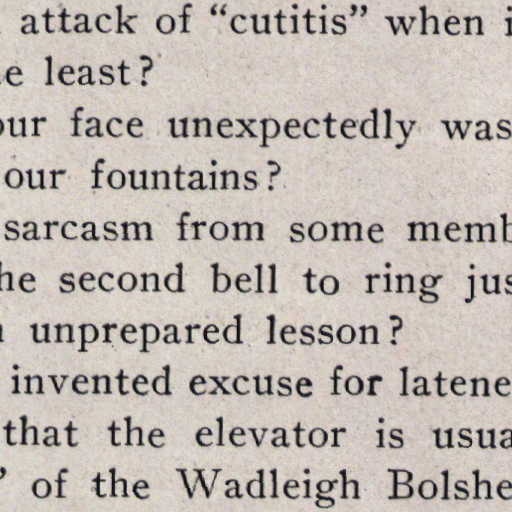 attack of “cutitis” when i
e least?
our face unexpectedly was
our fountains?
sarcasm from some memb
he second bell to ring jus
unprepared lesson?
invented excuse for latene
that the elevator is usua
” of the Wadleigh Bolshe